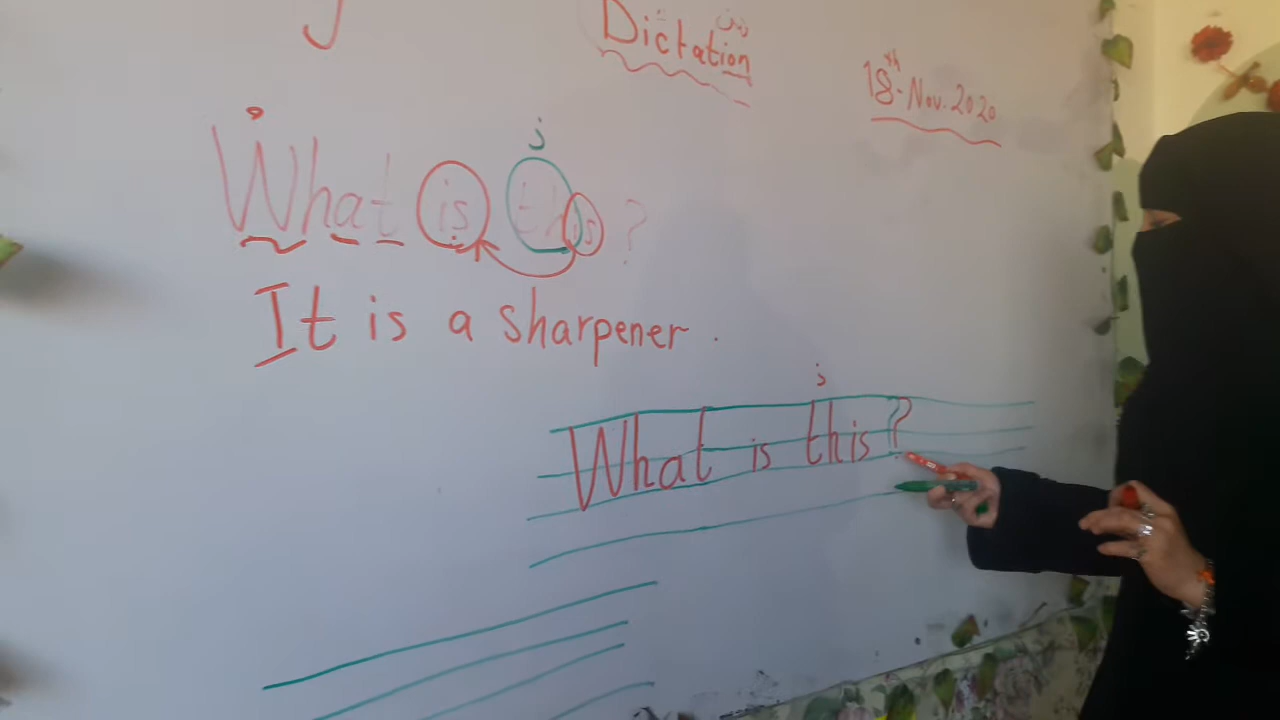 Dictation
18th Nov. 2020
What is this?
ذ
It is a sharpener.
ذ
What is this?